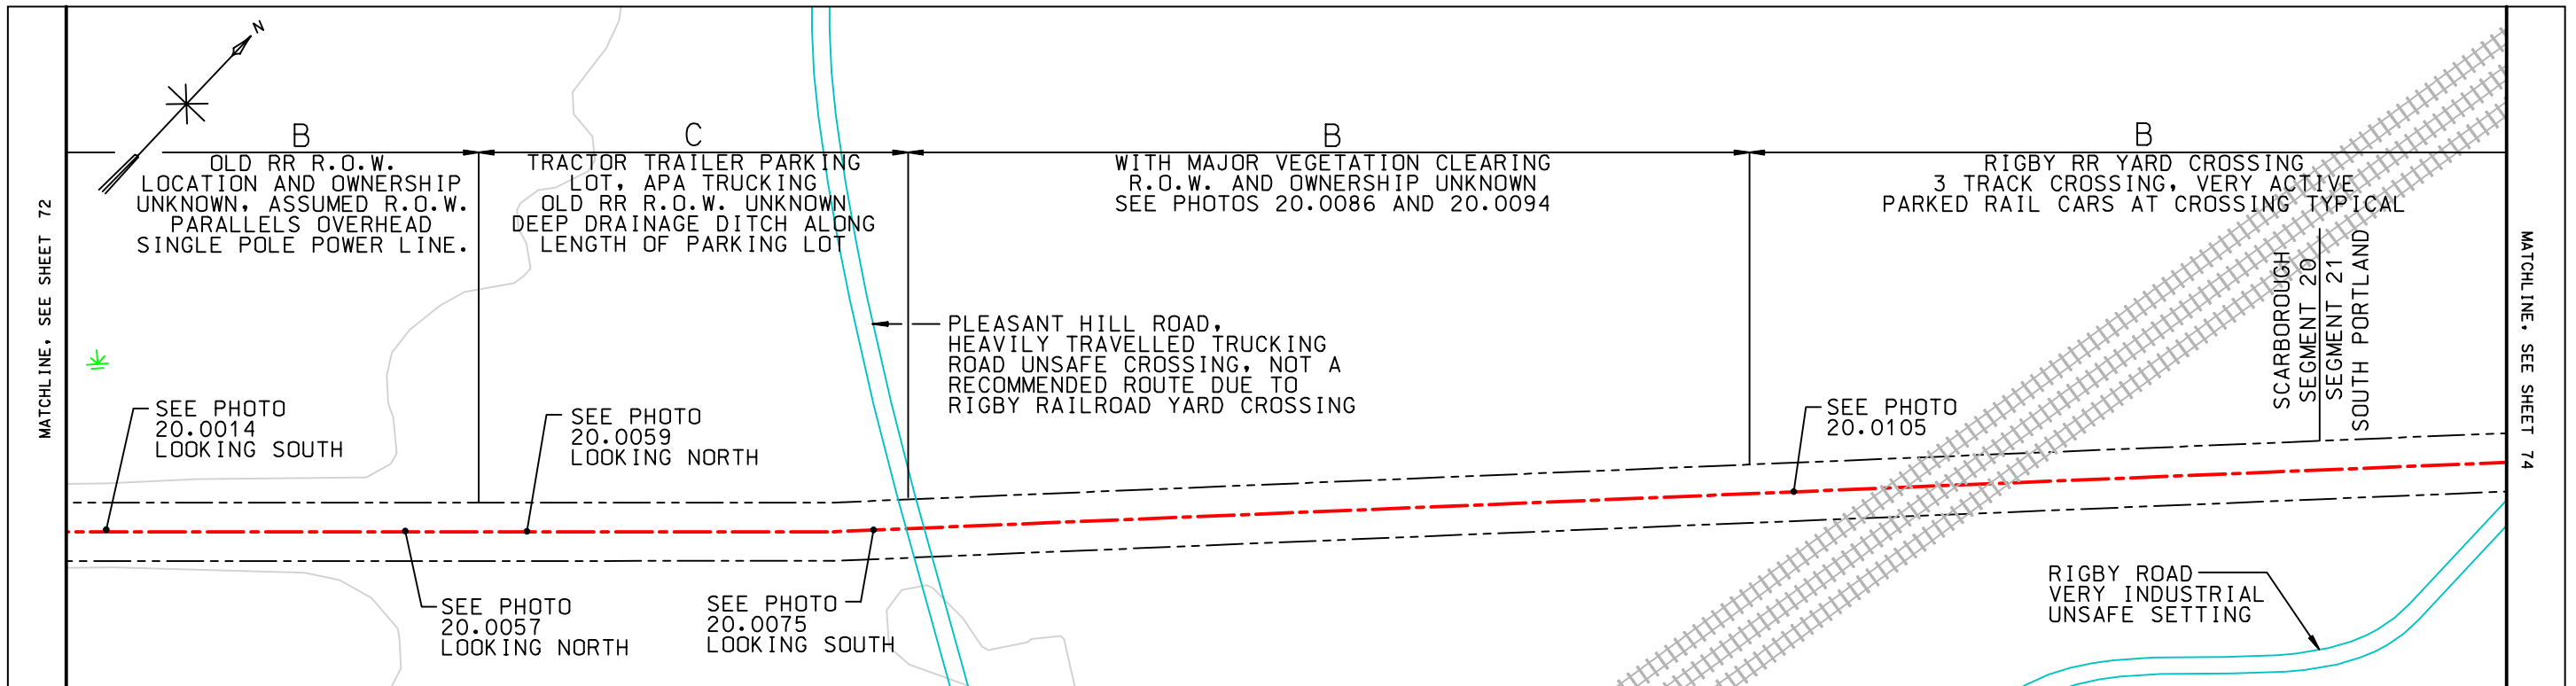 N
B
OLD RR R.O.W.
LOCATION AND OWNERSHIP
UNKNOWN, ASSUMED R.O.W.
PARALLELS OVERHEAD
SINGLE POLE POWER LINE.
C
TRACTOR TRAILER PARKING
LOT, APA TRUCKING
OLD RR R.O.W. UNKNOWN
DEEP DRAINAGE DITCH ALONG
LENGTH OF PARKING LOT
B
WITH MAJOR VEGETATION CLEARING
R.O.W. AND OWNERSHIP UNKNOWN
SEE PHOTOS 20.0086 AND 20.0094
B
RIGBY RR YARD CROSSING
3 TRACK CROSSING, VERY ACTIVE
PARKED RAIL CARS AT CROSSING TYPICAL
MATCHLINE, SEE SHEET 72
PLEASANT HILL ROAD,
HEAVILY TRAVELLED TRUCKING
ROAD UNSAFE CROSSING, NOT A
RECOMMENDED ROUTE DUE TO
RIGBY RAILROAD YARD CROSSING
SCARBOROUGH
SEGMENT 20
SEGMENT 21
SOUTH PORTLAND
MATCHLINE, SEE SHEET 74
SEE PHOTO
20.0014
LOOKING SOUTH
SEE PHOTO
20.0059
LOOKING NORTH
SEE PHOTO
20.0105
SEE PHOTO
20.0057
LOOKING NORTH
SEE PHOTO
20.0075
LOOKING SOUTH
RIGBY ROAD
VERY INDUSTRIAL
UNSAFE SETTING